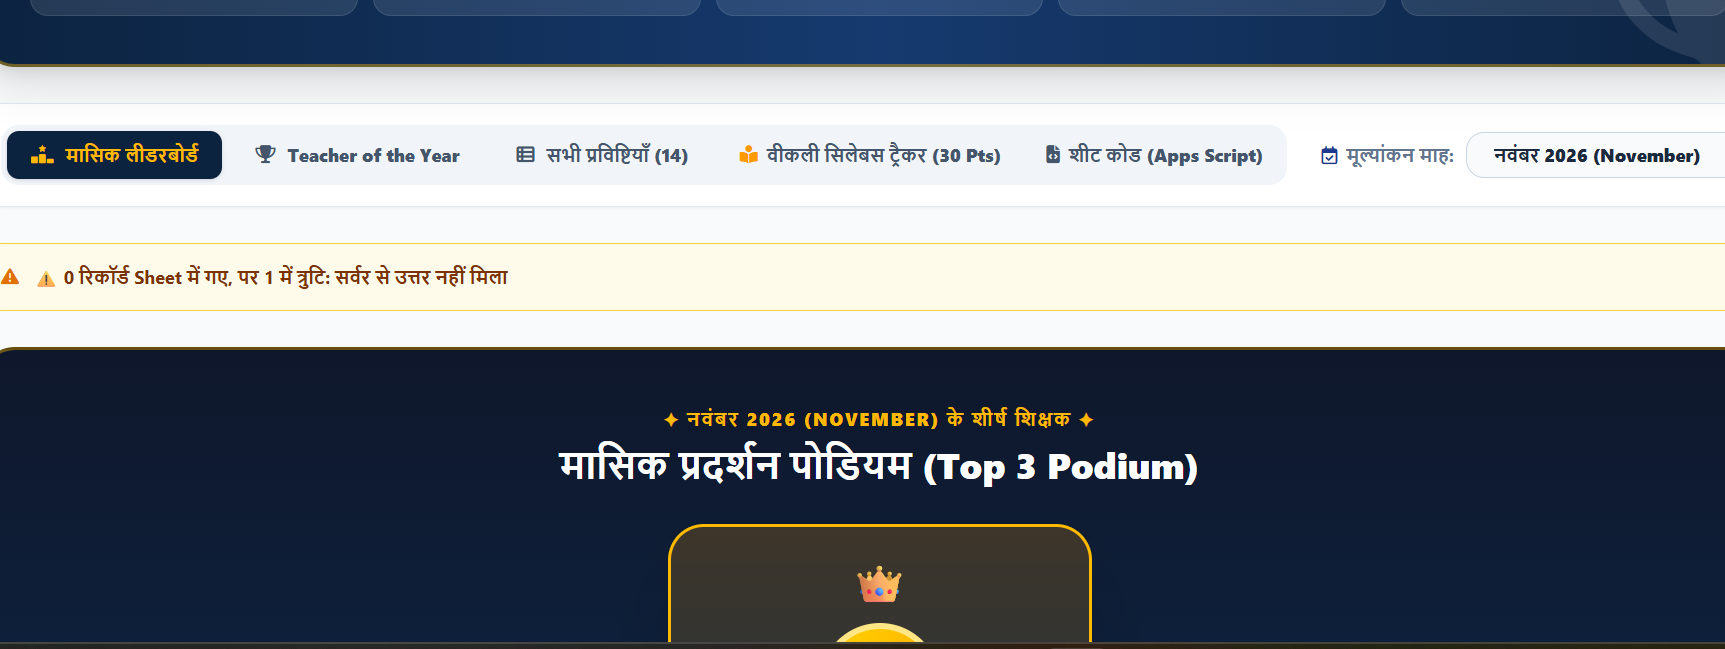 मासिक लीडरबोर्ड
Teacher of the Year
सभी प्रविष्टियाँ (14)
वीकली सिलेबस ट्रैकर (30 Pts)
शीट कोड (Apps Script)
मूल्यांकन माह:
नवंबर 2026 (November)
0 रिकॉर्ड Sheet में गए, पर 1 में त्रुटि: सर्वर से उत्तर नहीं मिला
✦ नवंबर 2026 (NOVEMBER) के शीर्ष शिक्षक ✦
मासिक प्रदर्शन पोडियम (Top 3 Podium)